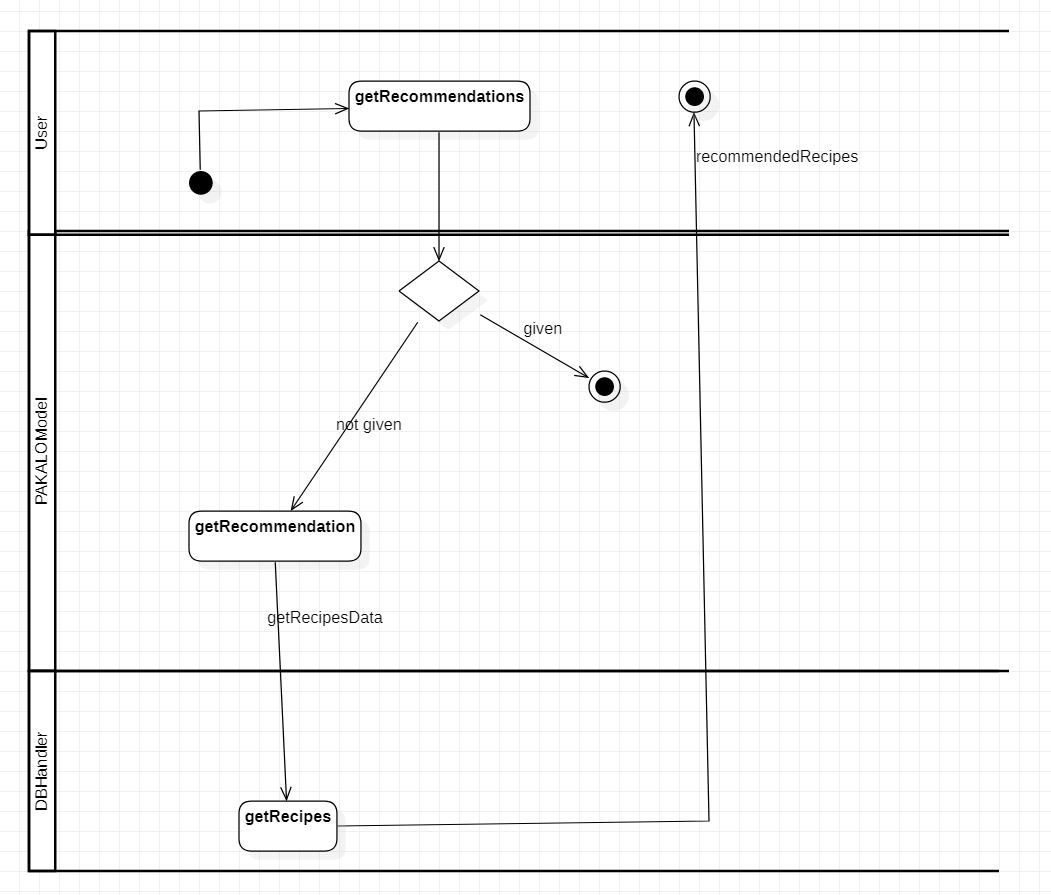 User
getRecommendations
recommendedRecipes
PAKALOModel
given
not given
getRecommendation
getRecipesData
DBHandler
getRecipes